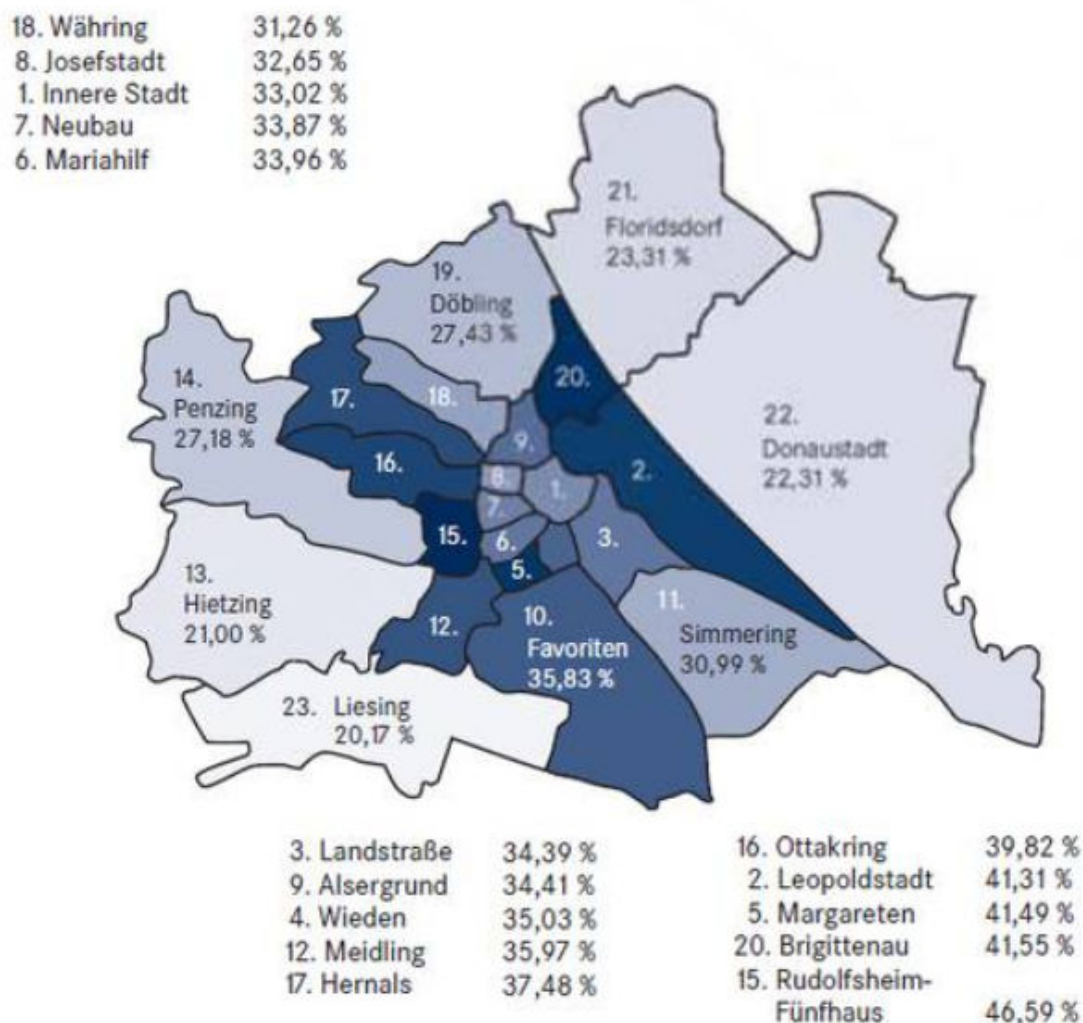 18. Währing 31,26 %
8. Josefstadt 32,65 %
1. Innere Stadt 33,02 %
7. Neubau 33,87 %
6. Mariahilf 33,96 %
21.
Floridsdorf
23,31 %
19.
Döbling
27,43 %
14.
Penzing
27,18 %
20.
17.
18.
22.
Donaustadt
22,31 %
9.
16.
2.
8.
1.
7.
15.
6.
3.
5.
13.
Hietzing
21,00 %
12.
10.
Favoriten
35,83 %
11.
Simmering
30,99 %
23. Liesing
20,17 %
3. Landstraße 34,39 %
9. Alsergrund 34,41 %
4. Wieden 35,03 %
12. Meidling 35,97 %
17. Hernals 37,48 %
16. Ottakring 39,82 %
2. Leopoldstadt 41,31 %
5. Margareten 41,49 %
20. Brigittenau 41,55 %
15. Rudolfsheim-
Fünfhaus 46,59 %